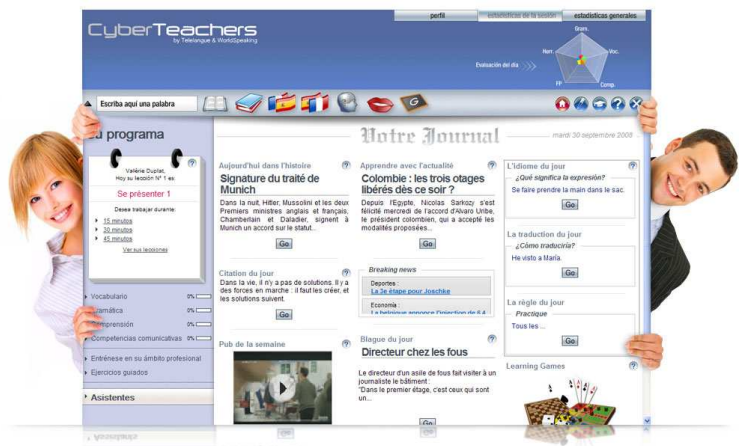 perfil estadísticas de la sesión estadísticas generales
CyberTeachers
by Telelangue & WorldSpeaking
Gram.
Voc.
Comp.
Evaluación del día
Escriba aquí una palabra
G
su programa
Valérie Duplat,
Hoy su lección N° 1 es:
Se présenter 1
Desea trabajar durante:
15 minutos
30 minutos
45 minutos
Ver sus lecciones
Vocabulario 0%
Gramática 0%
Comprensión 0%
Competencias comunicativas 0%
Entrénese en su ámbito profesional
Ejercicios guiados
Asistentes
Votre Journal
mardi 30 septembre 2008
Aujourd'hui dans l'histoire
Signature du traité de
Munich
Dans la nuit, Hitler, Mussolini et les deux
Premiers ministres anglais et français,
Chamberlain et Daladier, signent à
Munich un accord sur le statut...
Go
Citation du jour
Dans la vie, il n'y a pas de solutions. Il y a
des forces en marche : il faut les créer, et
les solutions suivent.
Go
Pub de la semaine
Go
Apprendre avec l'actualité
Colombie : les trois otages
libérés dès ce soir ?
Depuis l'Egypte, Nicolas Sarkozy s'est
félicité mercredi de l'accord d'Alvaro Uribe,
le président colombien, qui a accepté les
modalités proposées...
Go
Breaking news
Deportes :
La 3e étape pour Joschke
Economía :
Blague du jour
Directeur chez les fous
Le directeur d'un asile de fous fait visiter à un
journaliste le bâtiment :
"Dans le premier étage, c'est ceux qui sont
un...
Go
L'idiome du jour
¿Qué significa la expresión?
Se faire prendre la main dans le sac.
Go
La traduction du jour
¿Cómo traduciría?
He visto a María.
Go
La règle du jour
Practique
Tous les ...
Go
Learning Games